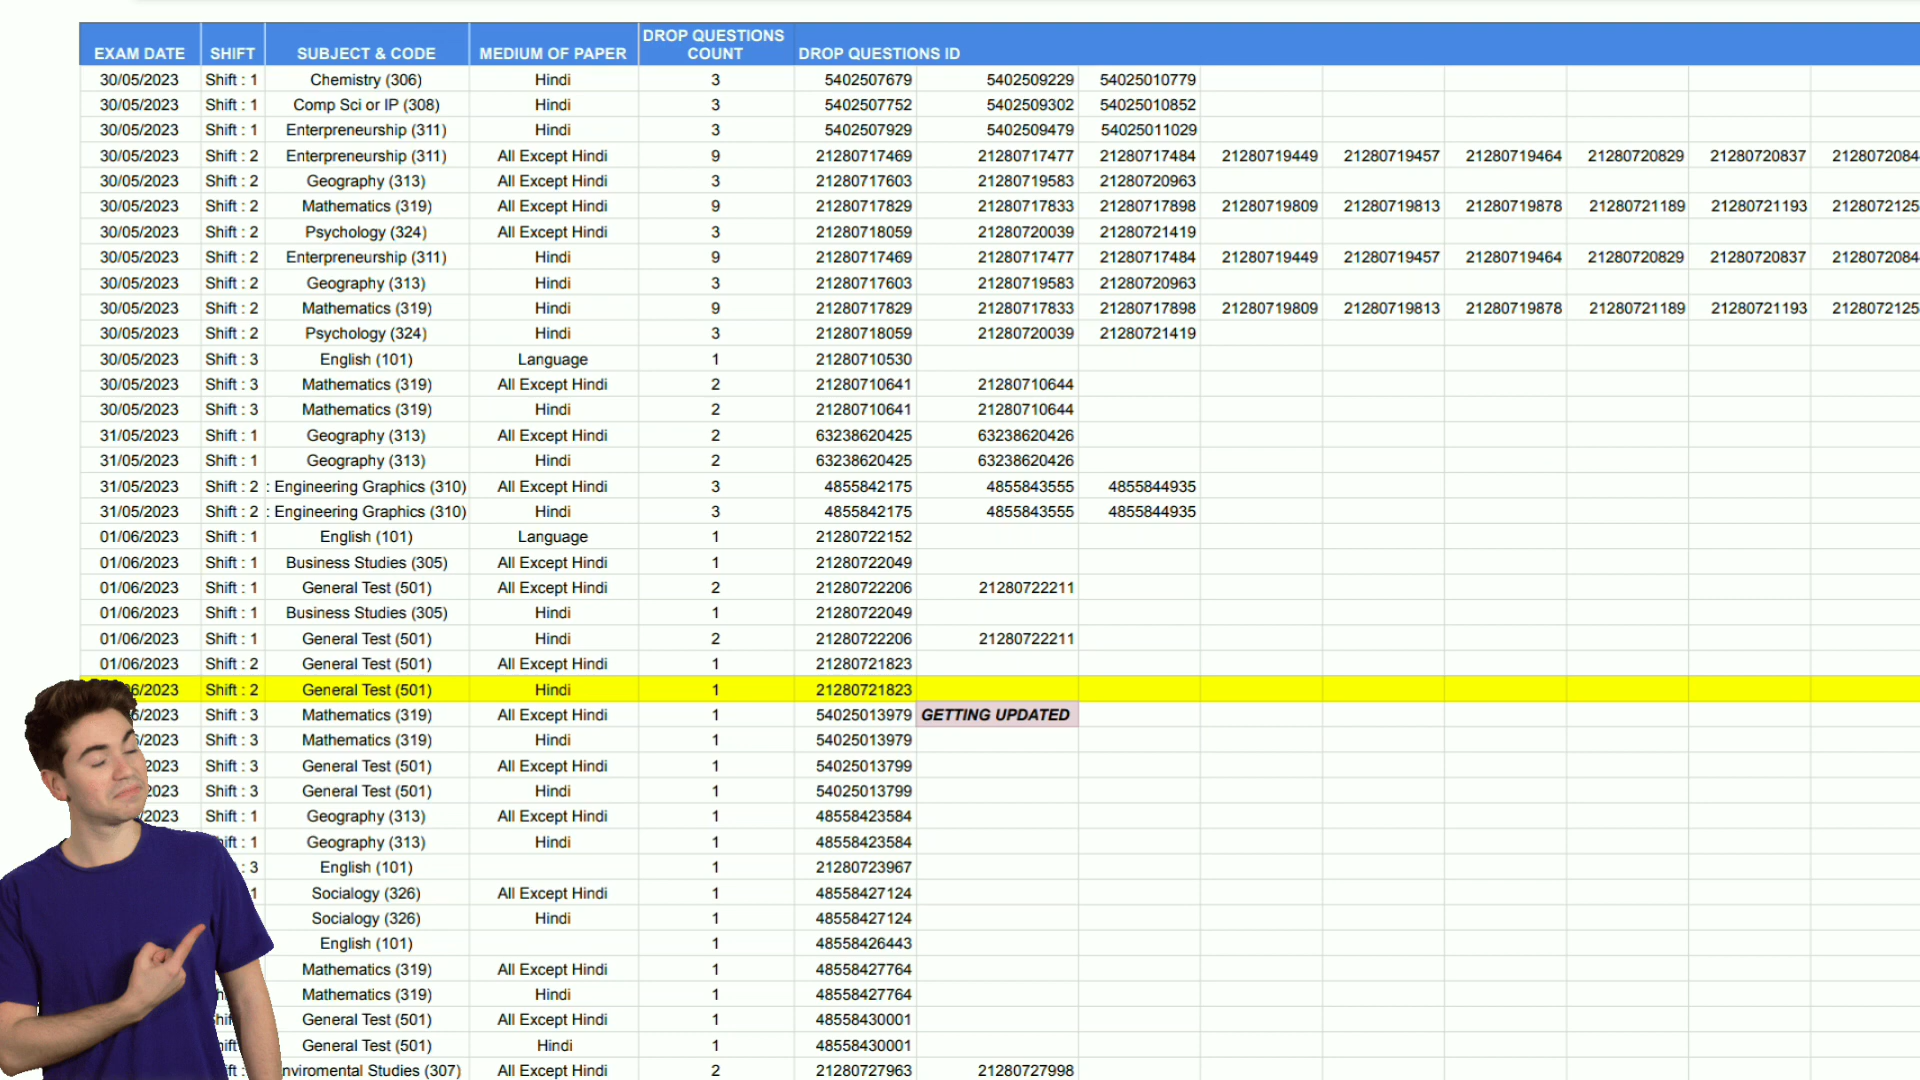 EXAM DATE SHIFT SUBJECT & CODE MEDIUM OF PAPER DROP QUESTIONS COUNT DROP QUESTIONS ID
30/05/2023 Shift : 1 Chemistry (306) Hindi 3 5402507679 5402509229 54025010779
30/05/2023 Shift : 1 Comp Sci or IP (308) Hindi 3 5402507752 5402509302 54025010852
30/05/2023 Shift : 1 Enterpreneurship (311) Hindi 3 5402507929 5402509479 54025011029
30/05/2023 Shift : 2 Enterpreneurship (311) All Except Hindi 9 21280717469 21280717477 21280717484 21280719449 21280719457 21280719464 21280720829 21280720837 2128072084
30/05/2023 Shift : 2 Geography (313) All Except Hindi 3 21280717603 21280719583 21280720963
30/05/2023 Shift : 2 Mathematics (319) All Except Hindi 9 21280717829 21280717833 21280717898 21280719809 21280719813 21280719878 21280721189 21280721193 2128072125
30/05/2023 Shift : 2 Psychology (324) All Except Hindi 3 21280718059 21280720039 21280721419
30/05/2023 Shift : 2 Enterpreneurship (311) Hindi 9 21280717469 21280717477 21280717484 21280719449 21280719457 21280719464 21280720829 21280720837 2128072084
30/05/2023 Shift : 2 Geography (313) Hindi 3 21280717603 21280719583 21280720963
30/05/2023 Shift : 2 Mathematics (319) Hindi 9 21280717829 21280717833 21280717898 21280719809 21280719813 21280719878 21280721189 21280721193 2128072125
30/05/2023 Shift : 2 Psychology (324) Hindi 3 21280718059 21280720039 21280721419
30/05/2023 Shift : 3 English (101) Language 1 21280710530
30/05/2023 Shift : 3 Mathematics (319) All Except Hindi 2 21280710641 21280710644
30/05/2023 Shift : 3 Mathematics (319) Hindi 2 21280710641 21280710644
31/05/2023 Shift : 1 Geography (313) All Except Hindi 2 63238620425 63238620426
31/05/2023 Shift : 1 Geography (313) Hindi 2 63238620425 63238620426
31/05/2023 Shift : 2 : Engineering Graphics (310) All Except Hindi 3 4855842175 4855843555 4855844935
31/05/2023 Shift : 2 : Engineering Graphics (310) Hindi 3 4855842175 4855843555 4855844935
01/06/2023 Shift : 1 English (101) Language 1 21280722152
01/06/2023 Shift : 1 Business Studies (305) All Except Hindi 1 21280722049
01/06/2023 Shift : 1 General Test (501) All Except Hindi 2 21280722206 21280722211
01/06/2023 Shift : 1 Business Studies (305) Hindi 1 21280722049
01/06/2023 Shift : 1 General Test (501) Hindi 2 21280722206 21280722211
01/06/2023 Shift : 2 General Test (501) All Except Hindi 1 21280721823
6/2023 Shift : 2 General Test (501) Hindi 1 21280721823
6/2023 Shift : 3 Mathematics (319) All Except Hindi 1 54025013979 GETTING UPDATED
/2023 Shift : 3 Mathematics (319) Hindi 1 54025013979
2023 Shift : 3 General Test (501) All Except Hindi 1 54025013799
2023 Shift : 3 General Test (501) Hindi 1 54025013799
/2023 Shift : 1 Geography (313) All Except Hindi 1 48558423584
hift : 1 Geography (313) Hindi 1 48558423584
: 3 English (101) 1 21280723967
1 Socialogy (326) All Except Hindi 1 48558427124
Socialogy (326) Hindi 1 48558427124
English (101) 1 48558426443
Mathematics (319) All Except Hindi 1 48558427764
Mathematics (319) Hindi 1 48558427764
General Test (501) All Except Hindi 1 48558430001
General Test (501) Hindi 1 48558430001
nviromental Studies (307) All Except Hindi 2 21280727963 21280727998